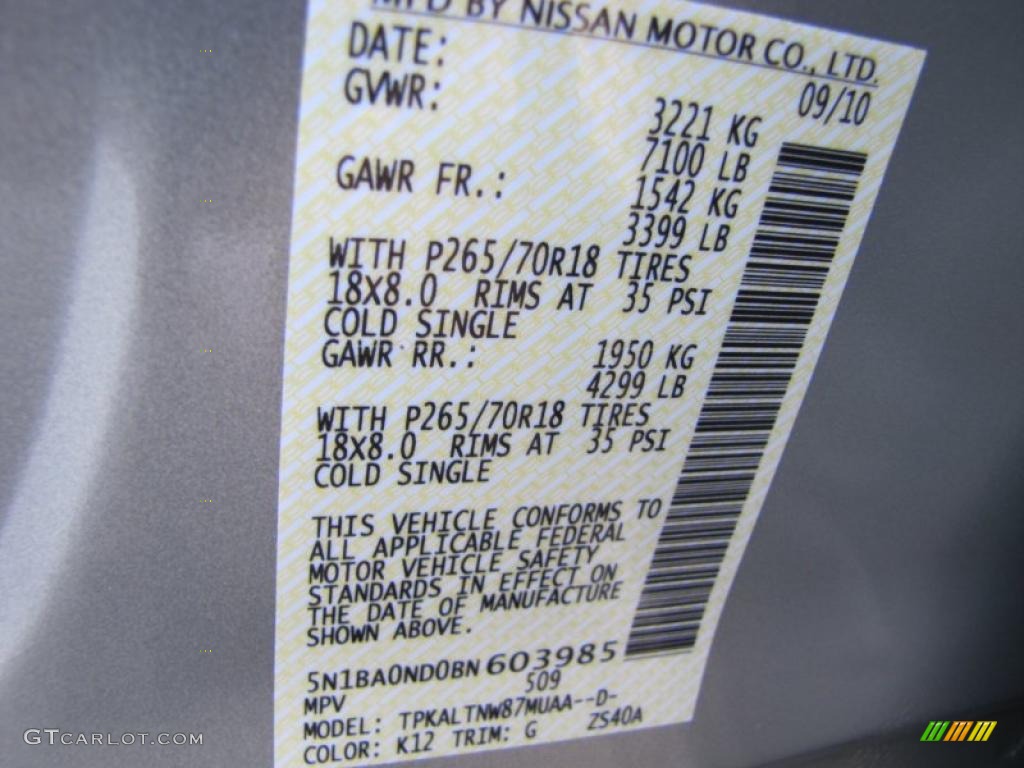 MFD BY NISSAN MOTOR CO., LTD.
DATE: 09/10
GVWR: 3221 KG
7100 LB
GAWR FR.: 1542 KG
3399 LB
WITH P265/70R18 TIRES
18X8.0 RIMS AT 35 PSI
COLD SINGLE
GAWR RR.: 1950 KG
4299 LB
WITH P265/70R18 TIRES
18X8.0 RIMS AT 35 PSI
COLD SINGLE
THIS VEHICLE CONFORMS TO
ALL APPLICABLE FEDERAL
MOTOR VEHICLE SAFETY
STANDARDS IN EFFECT ON
THE DATE OF MANUFACTURE
SHOWN ABOVE.
5N1BA0ND0BN603985
MPV 509
MODEL: TPKALTNW87MUAA--D-
COLOR: K12 TRIM: G ZS40A
GTCARLOT.COM